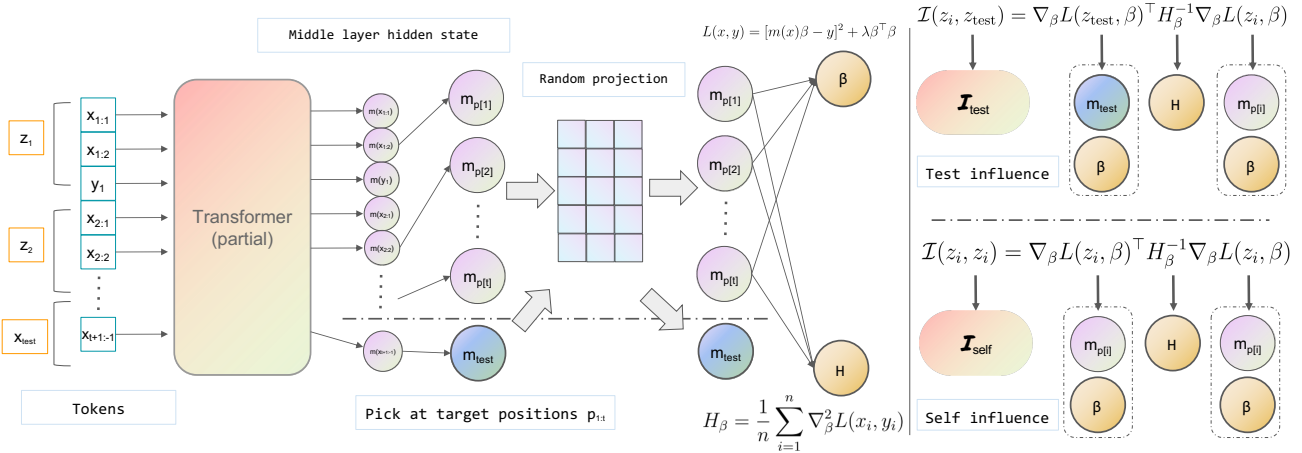 Middle layer hidden state
z₁
z₂
x_test
x_{1:1}
x_{1:2}
y₁
x_{2:1}
x_{2:2}
x_{t+1:-1}
Tokens
Transformer
(partial)
m(x_{1:1})
m(x_{1:2})
m(y₁)
m(x_{2:1})
m(x_{2:2})
m_{p[1]}
m_{p[2]}
m_{p[t]}
m_test
Pick at target positions p_{1:t}
Random projection
L(x, y) = [m(x)β − y]² + λβ^⊤β
m_{p[1]}
m_{p[2]}
m_{p[t]}
m_test
β
H
H_β = \frac{1}{n} \sum_{i=1}^{n} ∇²_β L(x_i, y_i)
𝓘(z_i, z_test) = ∇_β L(z_test, β)^⊤ H_β^{−1} ∇_β L(z_i, β)
𝓘_test
m_test
H
m_{p[i]}
β
β
Test influence
𝓘(z_i, z_i) = ∇_β L(z_i, β)^⊤ H_β^{−1} ∇_β L(z_i, β)
𝓘_self
m_{p[i]}
H
m_{p[i]}
β
β
Self influence